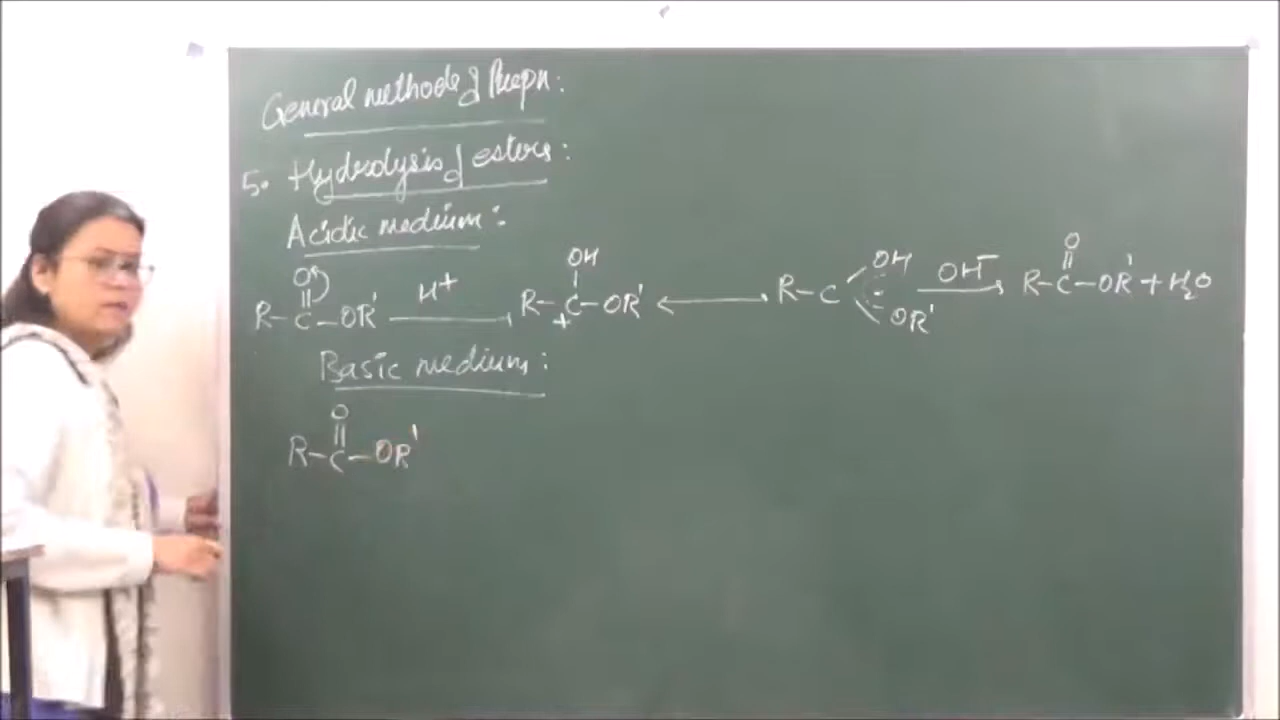 General methode of Prepn:
5. Hydrolysis of esters:
Acidic medium:
O OH O
R-C-OR' H+ R-C-OR' R-C OH OR' OH- R-C-OR' + H2O
+
Basic medium:
O
R-C-OR'